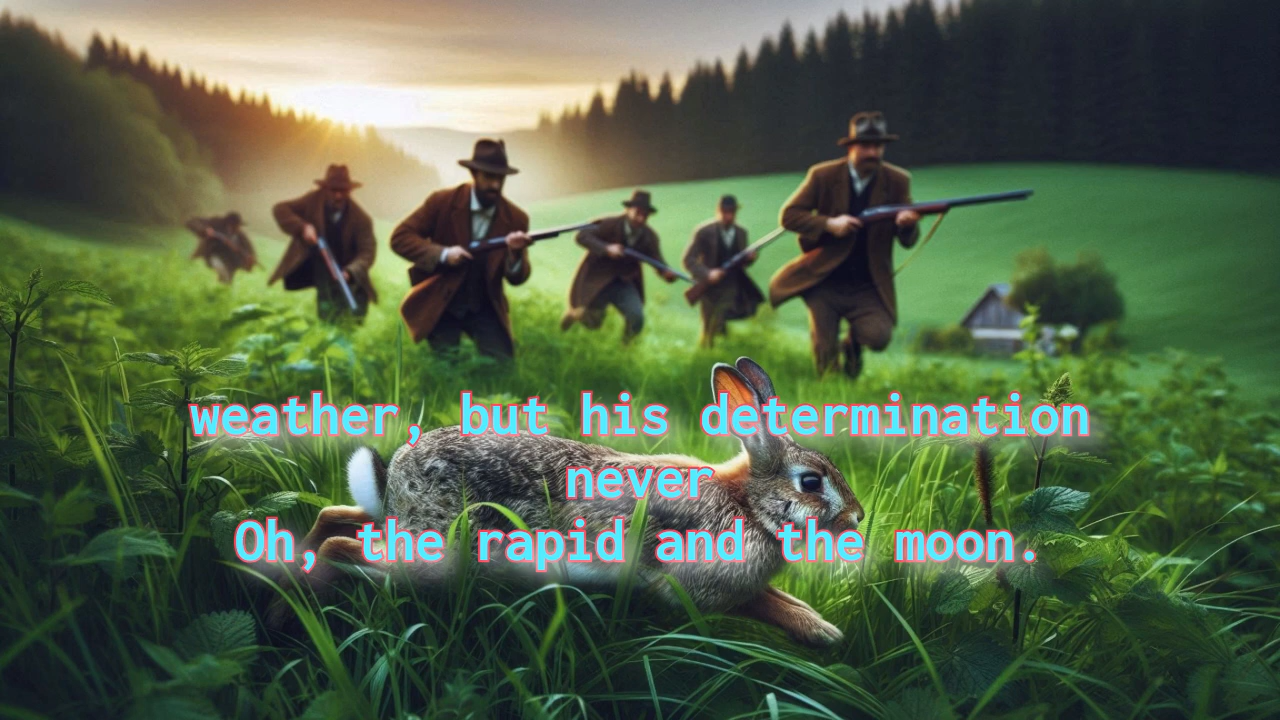 weather, but his determination
never
Oh, the rapid and the moon.